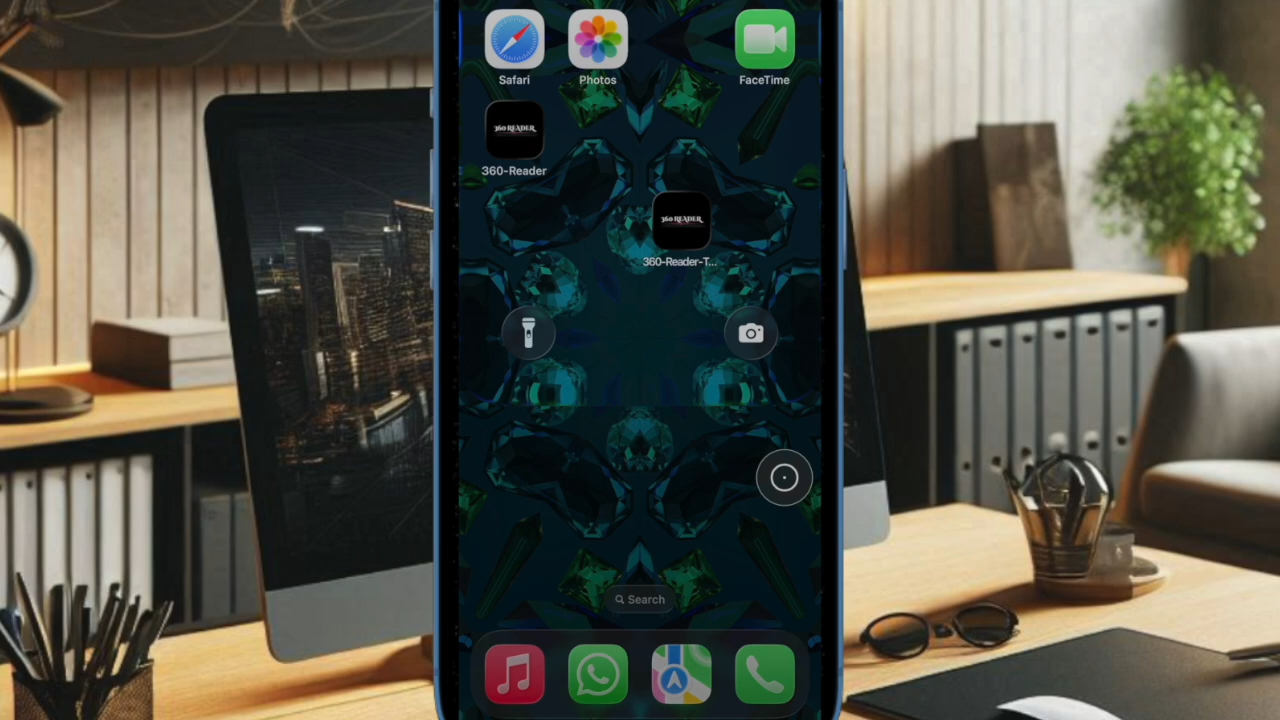 Safari
Photos
FaceTime
360 READER
360-Reader
360 READER
360-Reader-T...
Search